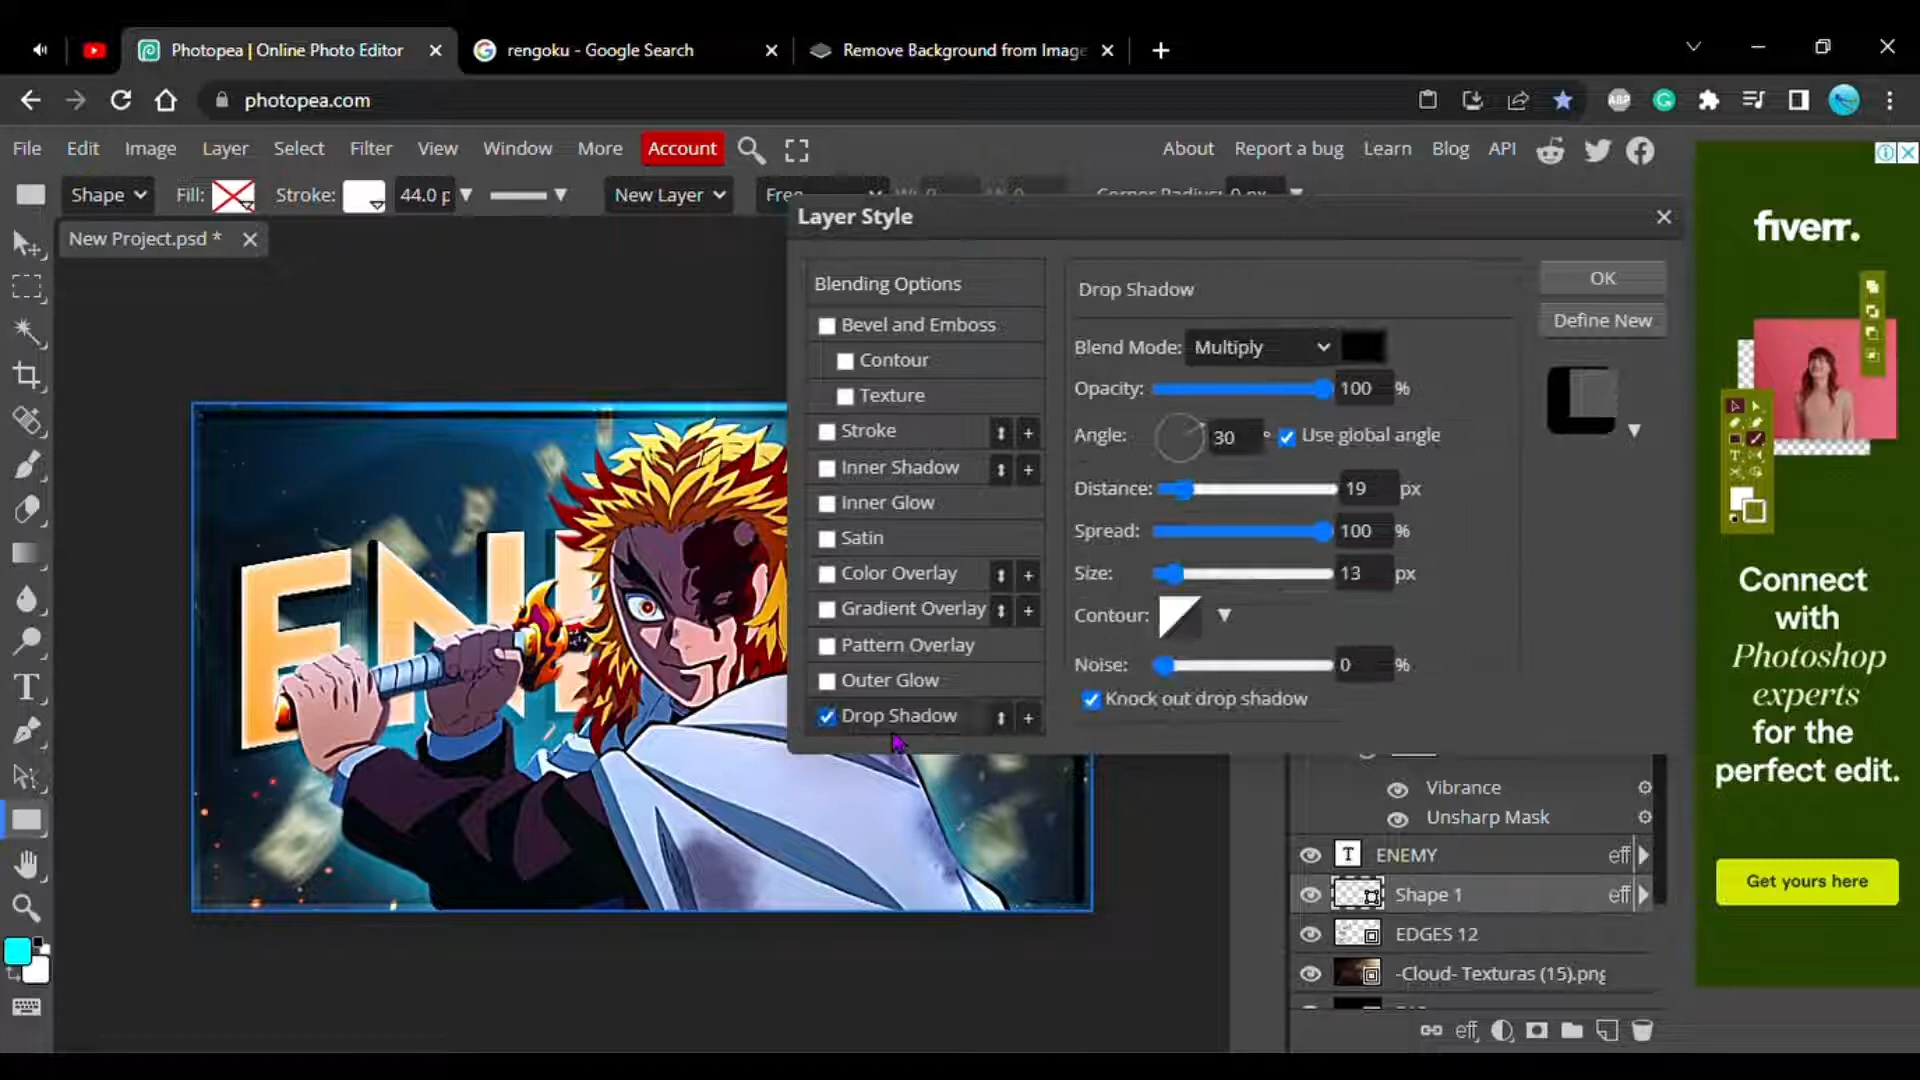 Photopea | Online Photo Editor
rengoku - Google Search
Remove Background from Image
photopea.com
ABP
File Edit Image Layer Select Filter View Window More Account
About Report a bug Learn Blog API
Shape Fill: Stroke: 44.0 p New Layer Free
New Project.psd *
Layer Style
Blending Options
Bevel and Emboss
Contour
Texture
Stroke
Inner Shadow
Inner Glow
Satin
Color Overlay
Gradient Overlay
Pattern Overlay
Outer Glow
Drop Shadow
Drop Shadow
Blend Mode: Multiply
Opacity: 100 %
Angle: 30 ° Use global angle
Distance: 19 px
Spread: 100 %
Size: 13 px
Contour:
Noise: 0 %
Knock out drop shadow
OK
Define New
Vibrance
Unsharp Mask
ENEMY eff
Shape 1 eff
EDGES 12
-Cloud- Texturas (15).png
eff
fiverr.
Connect
with
Photoshop
experts
for the
perfect edit.
Get yours here